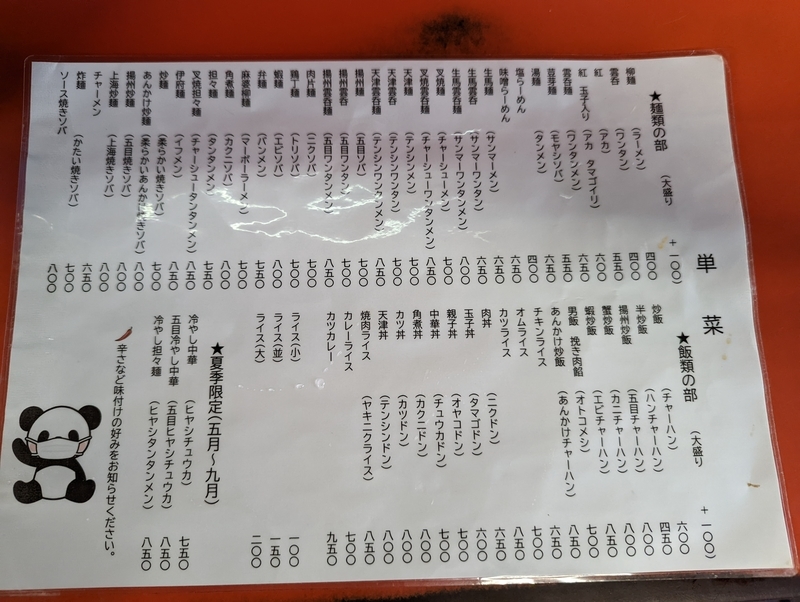 単菜
★麺類の部 (大盛り +一〇〇)
柳麺 (ラーメン) 四〇〇
雲呑 (ワンタン) 四〇〇
紅 (アカ) 五五〇
紅 玉子入り (アカ タマゴイリ) 六〇〇
雲呑麺 (ワンタンメン) 五五〇
荳芽麺 (モヤシソバ) 五五〇
湯麺 (タンメン) 六五〇
塩らーめん 四〇〇
味噌らーめん 六五〇
生馬麺 (サンマーメン) 六五〇
生馬雲呑 (サンマーワンタン) 六五〇
生馬雲呑麺 (サンマーワンタンメン) 八〇〇
叉焼麺 (チャーシューメン) 七〇〇
叉焼雲呑麺 (チャーシューワンタンメン) 八五〇
天津麺 (テンシンメン) 七〇〇
天津雲呑 (テンシンワンタン) 七〇〇
天津雲呑麺 (テンシンワンタンメン) 八五〇
揚州麺 (五目ソバ) 七〇〇
揚州雲呑 (五目ワンタン) 七〇〇
揚州雲呑麺 (五目ワンタンメン) 八五〇
肉片麺 (ニクソバ) 七〇〇
鶏丁麺 (トリソバ) 七〇〇
蝦麺 (エビソバ) 八〇〇
弁麺 (バンメン) 七五〇
麻婆柳麺 (マーボーラーメン) 七〇〇
角煮麺 (カクニソバ) 八〇〇
担々麺 (タンタンメン) 七五〇
叉焼担々麺 (チャーシュータンタンメン) 八五〇
伊府麺 (イフメン) 八五〇
炒麺 (柔らかい焼きソバ) 七〇〇
あんかけ炒麺 (柔らかいあんかけ焼きソバ) 八〇〇
揚州炒麺 (五目焼きソバ) 八〇〇
上海炒麺 (上海焼きソバ) 八〇〇
チャーメン 六五〇
炸麺 (かたい焼きソバ) 七〇〇
ソース焼きソバ 八〇〇
★飯類の部 (大盛り +一〇〇)
炒飯 (チャーハン) 六〇〇
半炒飯 (ハンチャーハン) 四五〇
揚州炒飯 (五目チャーハン) 八〇〇
蟹炒飯 (カニチャーハン) 八〇〇
蝦炒飯 (エビチャーハン) 八五〇
男飯 挽き肉餡 (オトコメシ) 七〇〇
あんかけ炒飯 (あんかけチャーハン) 八五〇
チキンライス 六五〇
オムライス 七〇〇
カツライス 八五〇
肉丼 (ニクドン) 六五〇
玉子丼 (タマゴドン) 六〇〇
親子丼 (オヤコドン) 七〇〇
中華丼 (チュウカドン) 七〇〇
角煮丼 (カクニドン) 八〇〇
カツ丼 (カツドン) 八〇〇
天津丼 (テンシンドン) 八〇〇
焼肉ライス (ヤキニクライス) 八五〇
カレーライス 七〇〇
カツカレー 九五〇
ライス(小) 一〇〇
ライス(並) 一五〇
ライス(大) 二〇〇
★夏季限定(五月〜九月)
冷やし中華 (ヒヤシチュウカ) 七五〇
五目冷やし中華 (五目ヒヤシチュウカ) 八五〇
冷やし担々麺 (ヒヤシタンタンメン) 八五〇
辛さなど味付けの好みをお知らせください。